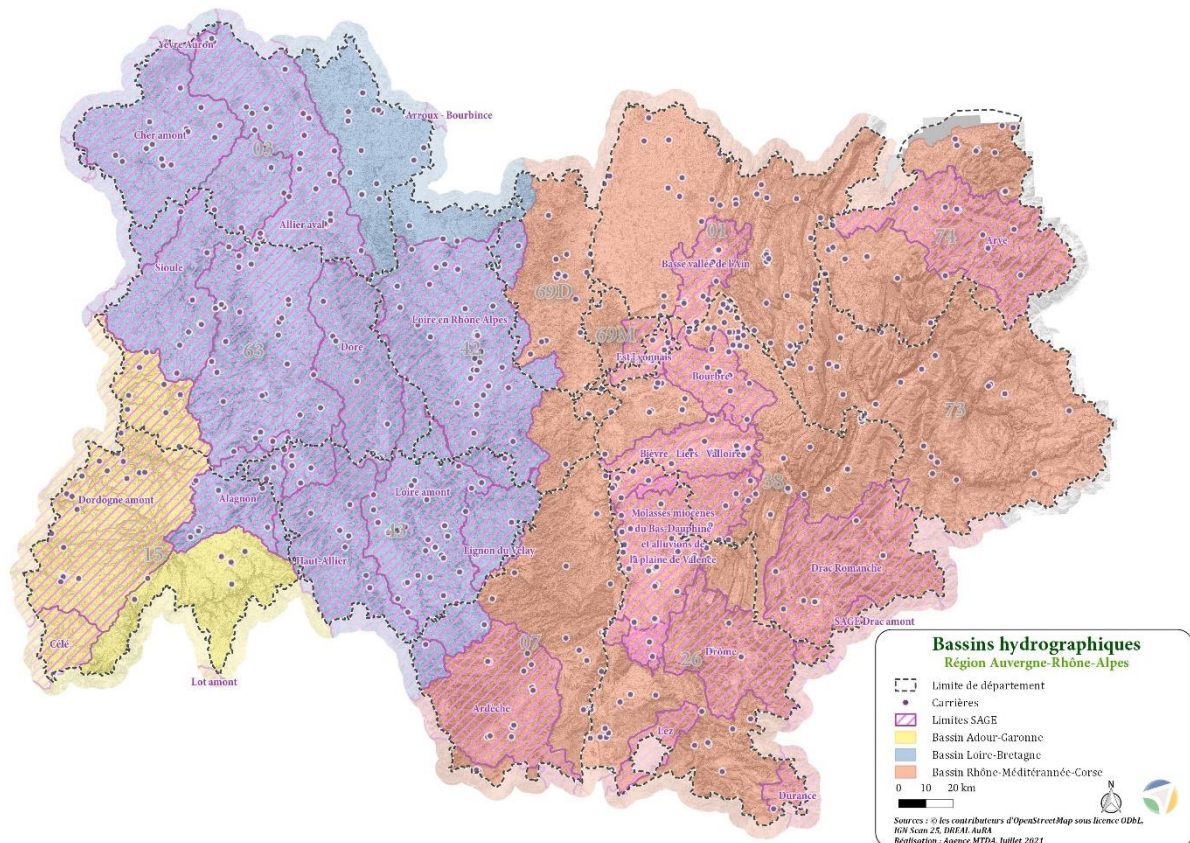 Yèvre Auron
Arroux - Bourbince
Cher amont
03
Allier aval
01
74
Arve
Sioule
Basse vallée de l'Ain
69D
Loire en Rhône Alpes
69M
Est Lyonnais
63
Dore
42
Bourbre
73
Bièvre - Liers - Valloire
38
Dordogne amont
Alagnon
Loire amont
Molasses miocènes
du Bas-Dauphiné
et alluvions de
la plaine de Valence
15
43
Haut-Allier
Lignon du Velay
Drac Romanche
SAGE Drac amont
Célé
Lot amont
07
26
Drôme
Ardèche
Lez
Durance
Bassins hydrographiques
Région Auvergne-Rhône-Alpes
Limite de département
Carrières
Limites SAGE
Bassin Adour-Garonne
Bassin Loire-Bretagne
Bassin Rhône-Méditérannée-Corse
0 10 20 km
N
Sources : © les contributeurs d'OpenStreetMap sous licence ODbL,
IGN Scan 25, DREAL AuRA
Réalisation : Agence MTDA, Juillet 2021